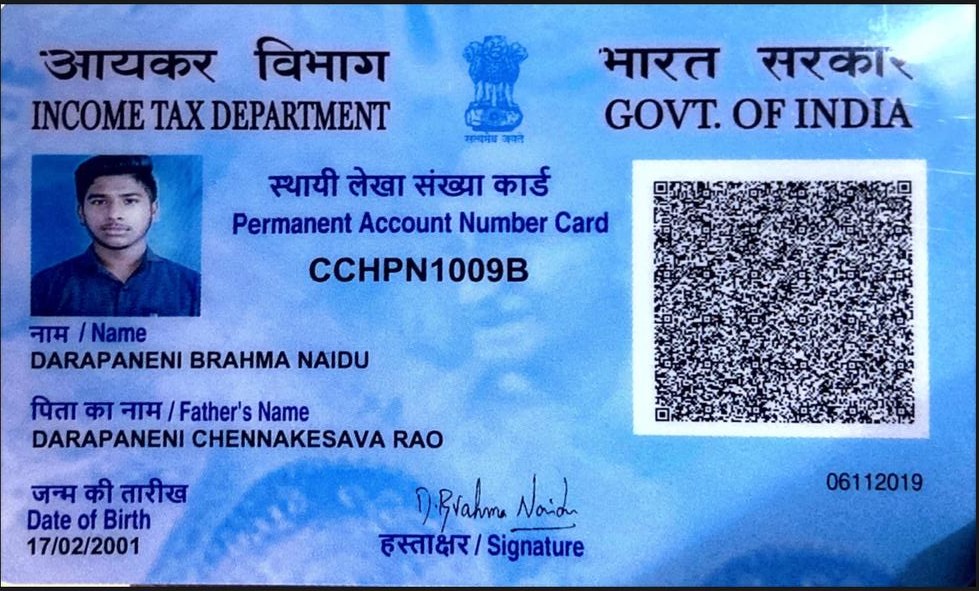 आयकर विभाग
INCOME TAX DEPARTMENT
सत्यमेव जयते
भारत सरकार
GOVT. OF INDIA
स्थायी लेखा संख्या कार्ड
Permanent Account Number Card
CCHPN1009B
नाम / Name
DARAPANENI BRAHMA NAIDU
पिता का नाम / Father's Name
DARAPANENI CHENNAKESAVA RAO
जन्म की तारीख
Date of Birth
17/02/2001
D.Brahma Naidu
हस्ताक्षर / Signature
06112019